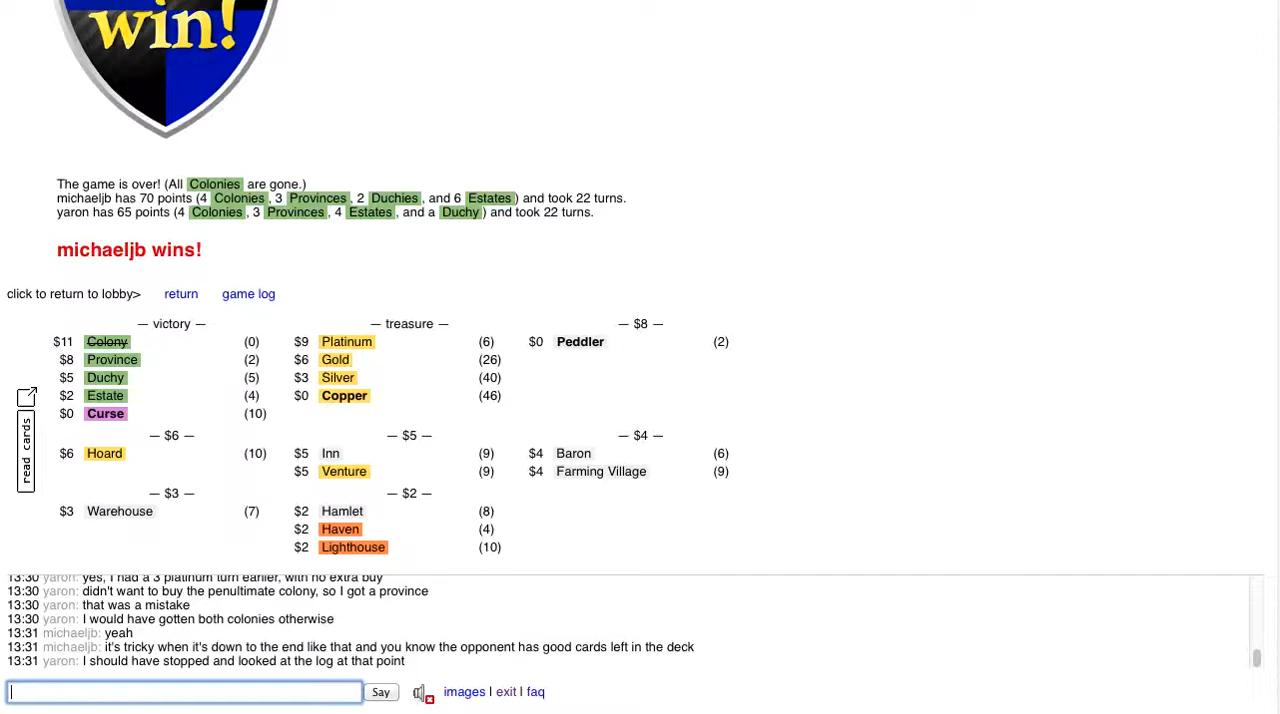 win!
The game is over! (All Colonies are gone.)
michaeljb has 70 points (4 Colonies, 3 Provinces, 2 Duchies, and 6 Estates) and took 22 turns.
yaron has 65 points (4 Colonies, 3 Provinces, 4 Estates, and a Duchy) and took 22 turns.
michaeljb wins!
click to return to lobby> return game log
— victory — — treasure — — $8 —
$11 Colony (0) $9 Platinum (6) $0 Peddler (2)
$8 Province (2) $6 Gold (26)
$5 Duchy (5) $3 Silver (40)
$2 Estate (4) $0 Copper (46)
$0 Curse (10)
— $6 — — $5 — — $4 —
$6 Hoard (10) $5 Inn (9) $4 Baron (6)
$5 Venture (9) $4 Farming Village (9)
— $3 — — $2 —
$3 Warehouse (7) $2 Hamlet (8)
$2 Haven (4)
$2 Lighthouse (10)
read cards
13:30 yaron: yes, I had a 3 platinum turn earlier, with no extra buy
13:30 yaron: didn't want to buy the penultimate colony, so I got a province
13:30 yaron: that was a mistake
13:30 yaron: I would have gotten both colonies otherwise
13:31 michaeljb: yeah
13:31 michaeljb: it's tricky when it's down to the end like that and you know the opponent has good cards left in the deck
13:31 yaron: I should have stopped and looked at the log at that point
Say images | exit | faq